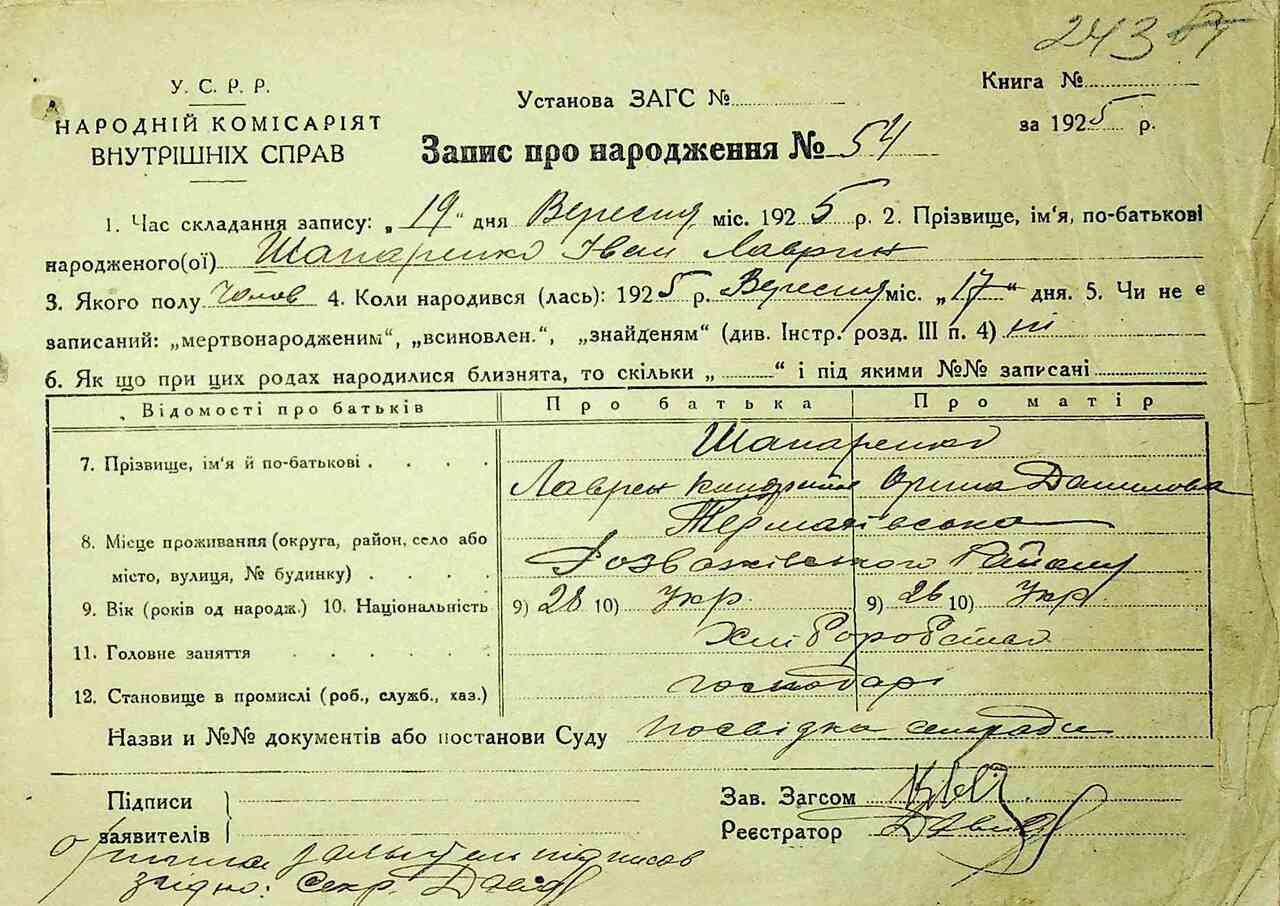 243
У. С. Р. Р.
НАРОДНІЙ КОМІСАРІЯТ
ВНУТРІШНІХ СПРАВ
Установа ЗАГС №
Книга №
за 1925 р.
Запис про народження № 54
1. Час складання запису: „19“ дня Вересня міс. 1925 р. 2. Прізвище, ім'я, по-батькові
народженого(ої) Шапаренко Іван Лаврин
3. Якого полу чолов 4. Коли народився (лась): 1925 р. Вересня міс. „17“ дня. 5. Чи не є
записаний: „мертвонародженим“, „всиновлен.“, „знайденям“ (див. Інстр. розд. III п. 4) ні
6. Як що при цих родах народилися близнята, то скільки „ “ і під якими №№ записані
Відомості про батьків Про батька Про матір
Шапаренко
7. Прізвище, ім'я й по-батькові
Лаврен Орина Данилова
8. Місце проживання (округа, район, село або
місто, вулиця, № будинку)
Термахівська
Розважівського Району
9. Вік (років од народж.) 10. Національність 9) 28 10) Укр 9) 26 10) Укр
11. Головне заняття Хліборобство
12. Становище в промислі (роб., служб., хаз.) господарі
Назви и №№ документів або постанови Суду посвідка сельради
Підписи
заявителів
Зав. Загсом
Реєстратор
підписов
згідно: Секр.